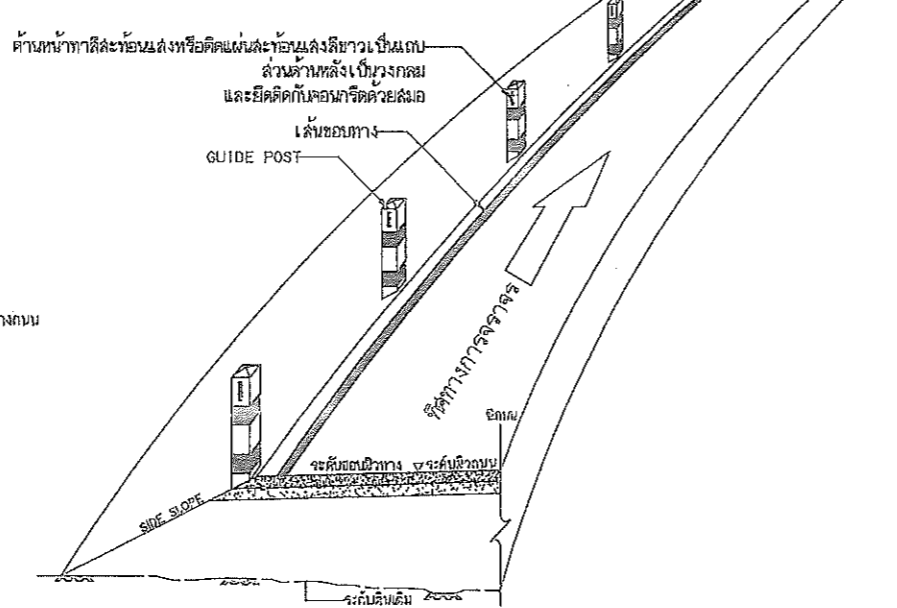 ด้านหน้าทาสีสะท้อนแสงหรือติดแผ่นสะท้อนแสงสีขาวเป็นแถบ
ส่วนด้านหลังเป็นวงกลม
และยึดติดกับคอนกรีตด้วยสมอ
เส้นขอบทาง
GUIDE POST
างถนน
ทิศทางการจราจร
ระดับขอบผิวทาง
ระดับผิวถนน
SIDE SLOPE
ระดับดินเดิม